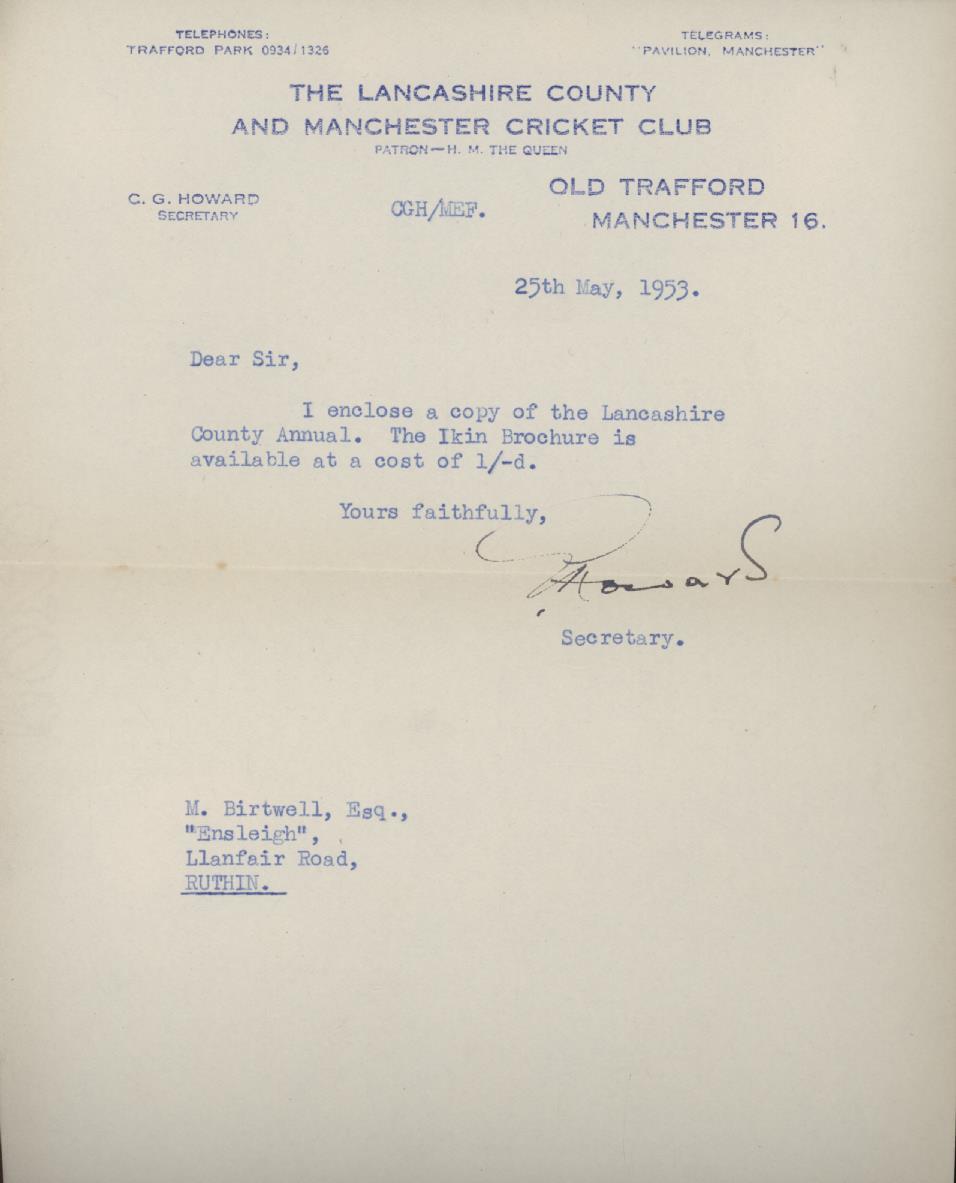 TELEPHONES:
TRAFFORD PARK 0934/1326
TELEGRAMS:
"PAVILION, MANCHESTER"
THE LANCASHIRE COUNTY
AND MANCHESTER CRICKET CLUB
PATRON—H. M. THE QUEEN
C. G. HOWARD
SECRETARY
CGH/MEF.
OLD TRAFFORD
MANCHESTER 16.
25th May, 1953.
Dear Sir,
I enclose a copy of the Lancashire
County Annual. The Ikin Brochure is
available at a cost of 1/-d.
Yours faithfully,
Howard
Secretary.
M. Birtwell, Esq.,
"Ensleigh",
Llanfair Road,
RUTHIN.